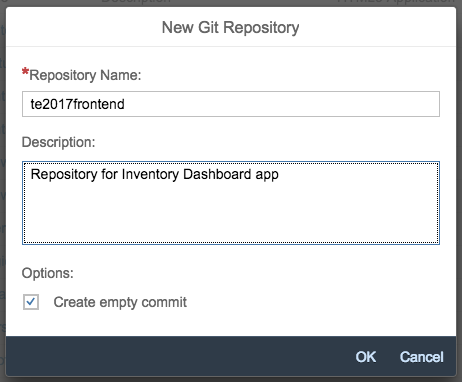 New Git Repository
*Repository Name:
te2017frontend
Description:
Repository for Inventory Dashboard app
Options:
Create empty commit
OK Cancel